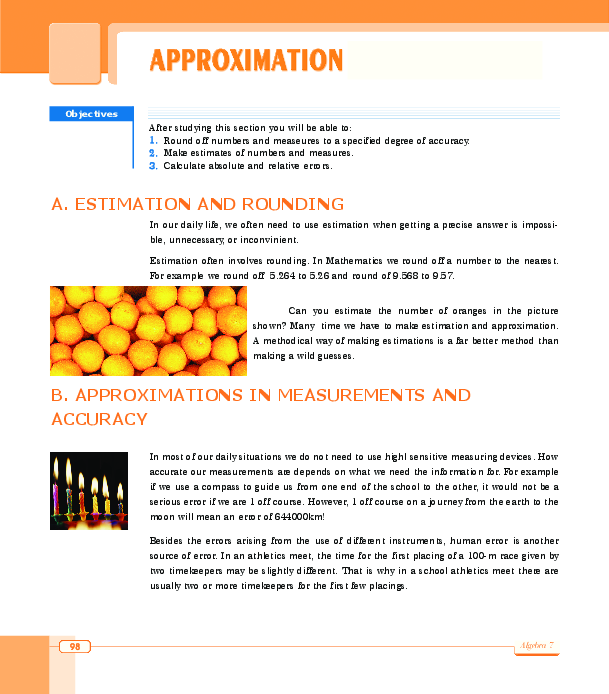 APPROXIMATION
Objectives
After studying this section you will be able to:
1. Round off numbers and measeures to a specified degree of accuracy.
2. Make estimates of numbers and measures.
3. Calculate absolute and relative errors.
A. ESTIMATION AND ROUNDING
In our daily life, we often need to use estimation when getting a precise answer is impossi-
ble, unnecessary, or inconvinient.
Estimation often involves rounding. In Mathematics we round off a number to the nearest.
For example we round off 5.264 to 5.26 and round of 9.568 to 9.57.
Can you estimate the number of oranges in the picture
shown? Many time we have to make estimation and approximation.
A methodical way of making estimations is a far better method than
making a wild guesses.
B. APPROXIMATIONS IN MEASUREMENTS AND
ACCURACY
In most of our daily situations we do not need to use highl sensitive measuring devices. How
accurate our measurements are depends on what we need the information for. For example
if we use a compass to guide us from one end of the school to the other, it would not be a
serious error if we are 1 off course. However, 1 off course on a journey from the earth to the
moon will mean an error of 644000km!
Besides the errors arising from the use of different instruments, human error is another
source of error. In an athletics meet, the time for the first placing of a 100-m race given by
two timekeepers may be slightly different. That is why in a school athletics meet there are
usually two or more timekeepers for the first few placings.
98
Algebra 7